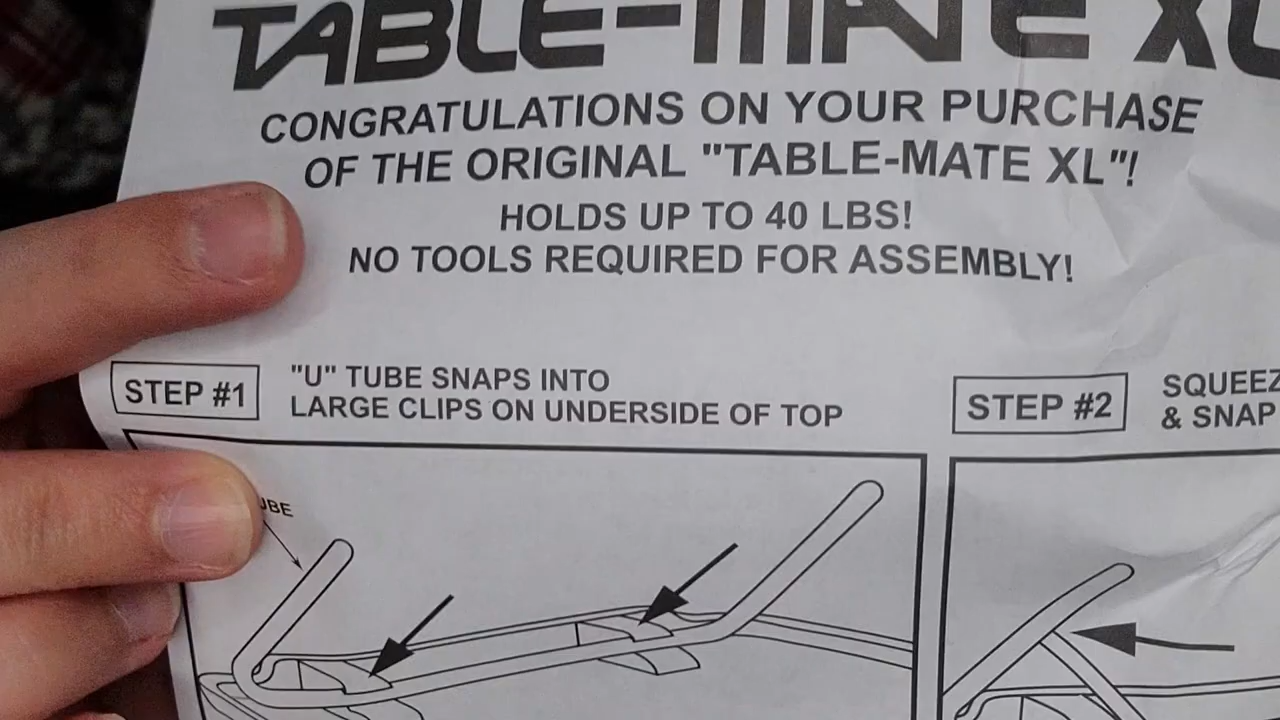 TABLE-MATE XL
CONGRATULATIONS ON YOUR PURCHASE
OF THE ORIGINAL "TABLE-MATE XL"!
HOLDS UP TO 40 LBS!
NO TOOLS REQUIRED FOR ASSEMBLY!
STEP #1
"U" TUBE SNAPS INTO
LARGE CLIPS ON UNDERSIDE OF TOP
STEP #2
& SNAP